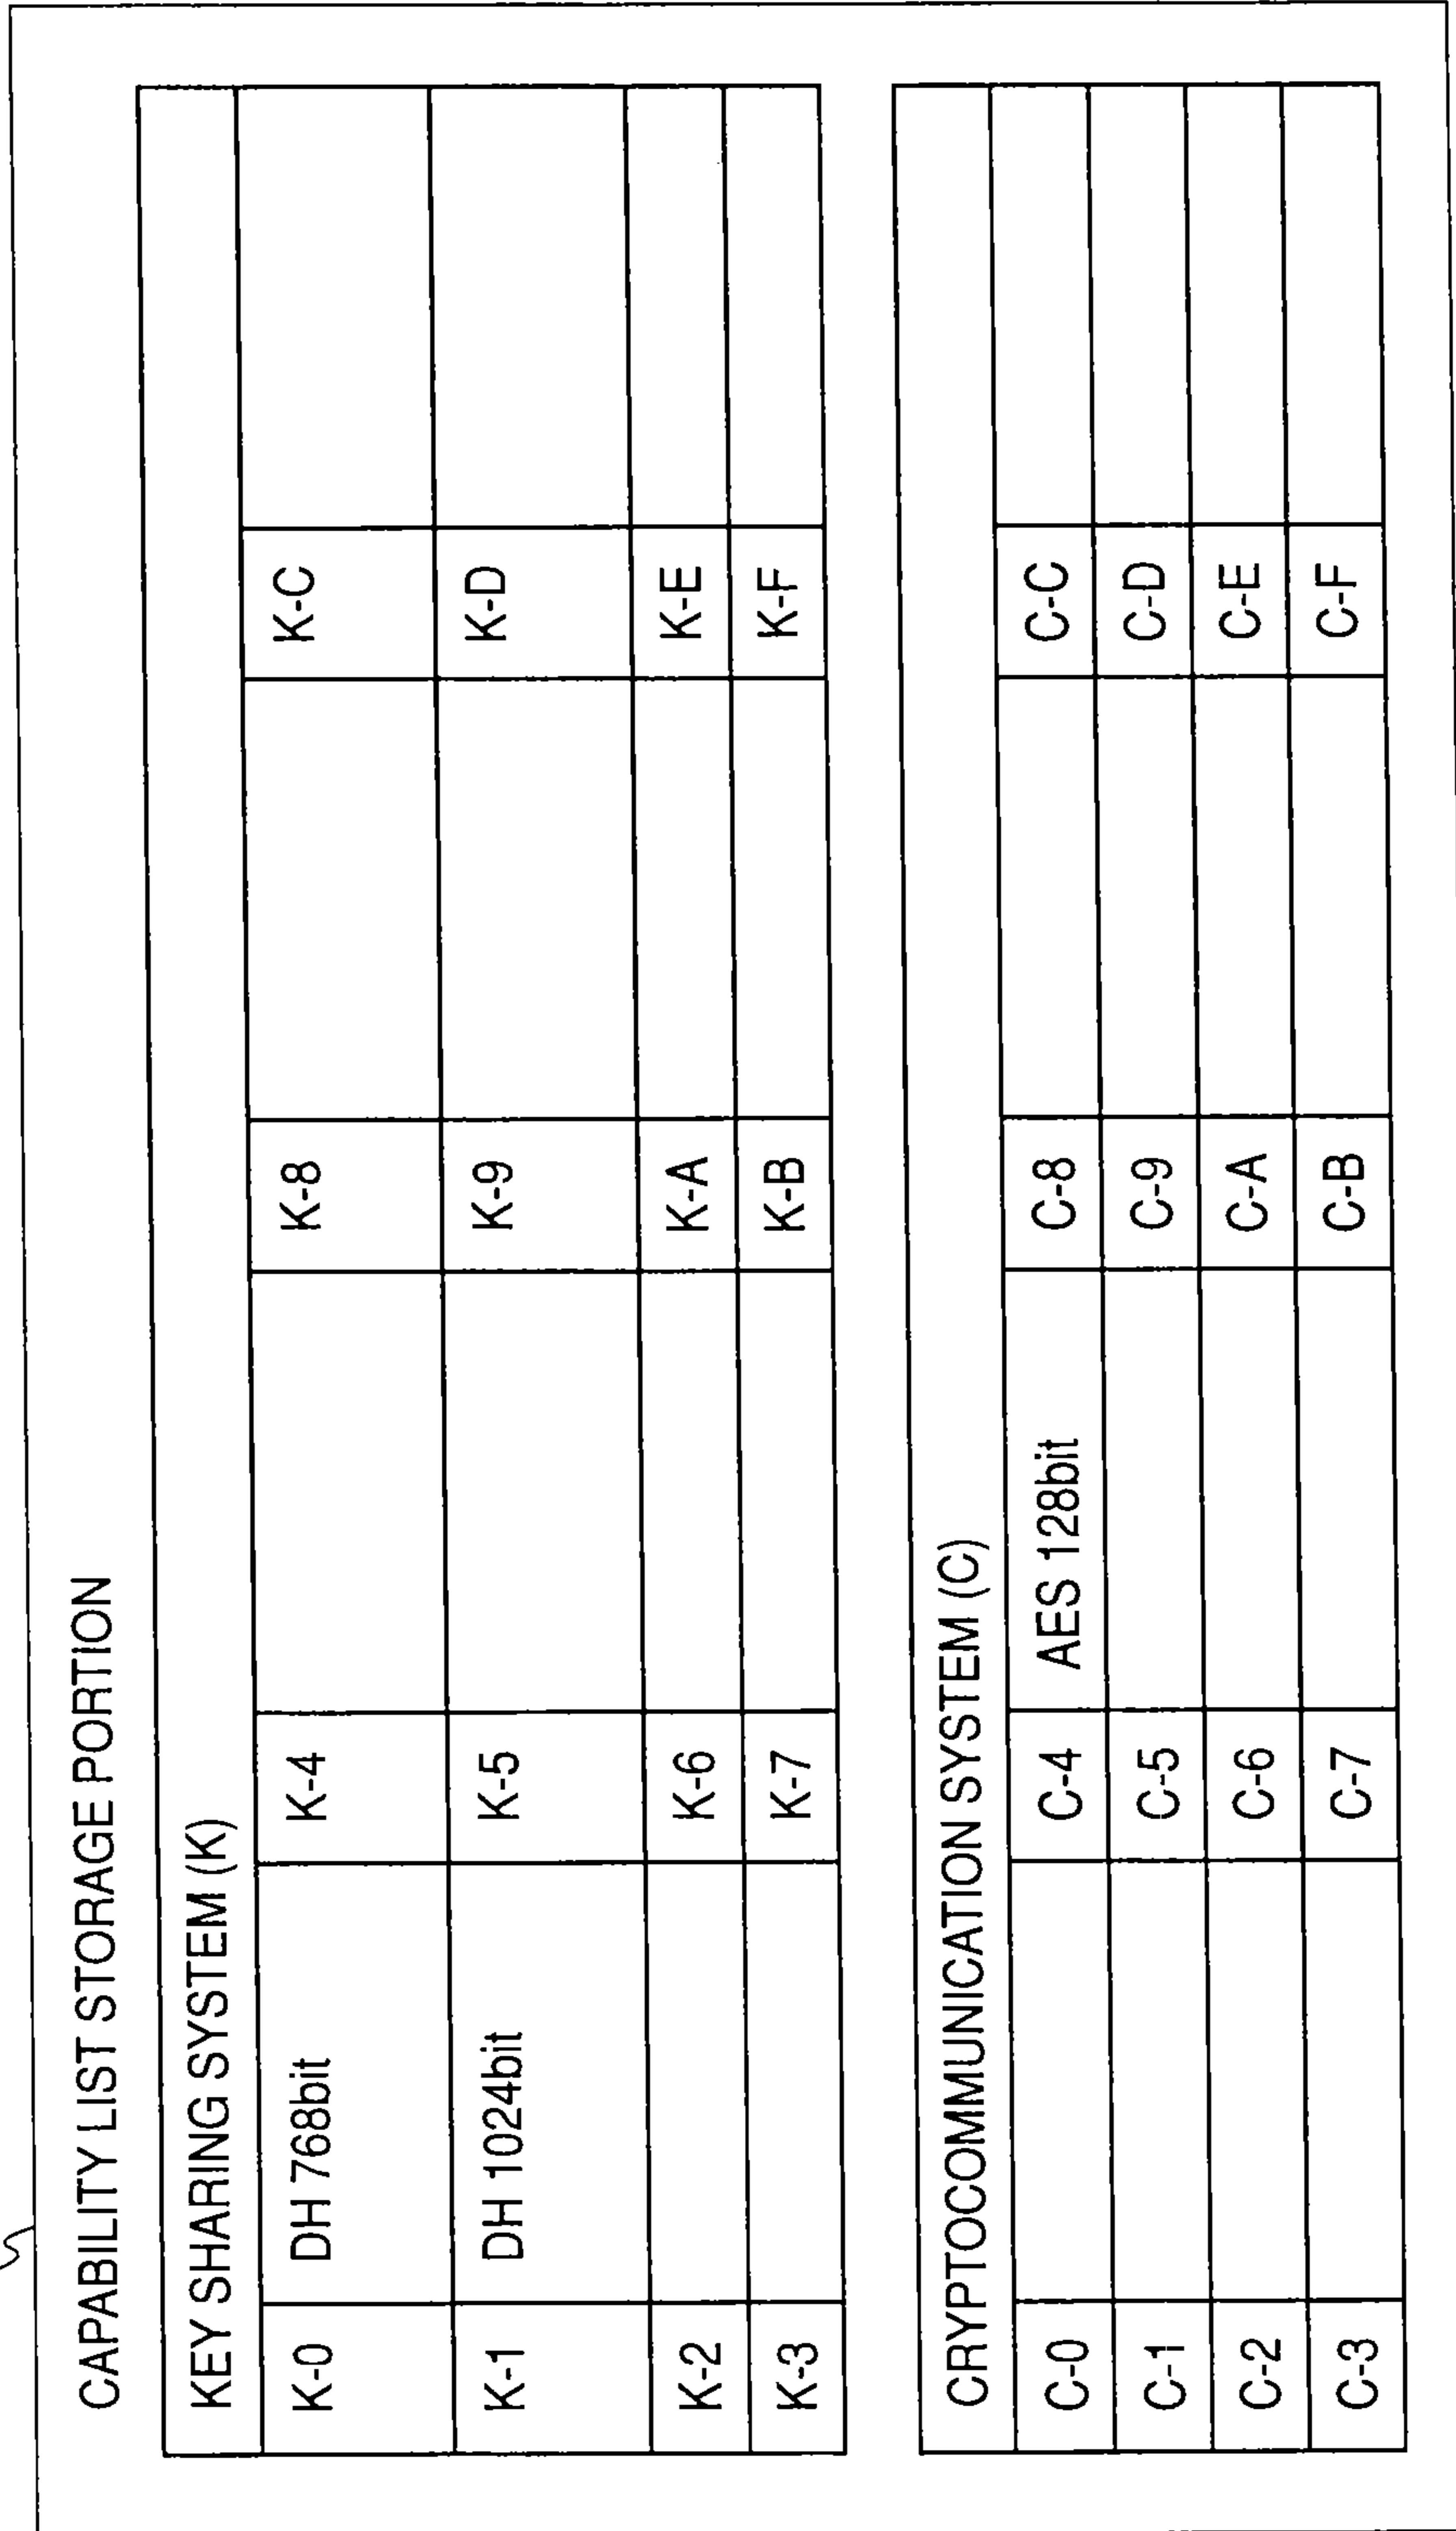 CAPABILITY LIST STORAGE PORTION
KEY SHARING SYSTEM (K)
K-0 DH 768bit K-4 K-8 K-C
K-1 DH 1024bit K-5 K-9 K-D
K-2 K-6 K-A K-E
K-3 K-7 K-B K-F
CRYPTOCOMMUNICATION SYSTEM (C)
C-0 C-4 AES 128bit C-8 C-C
C-1 C-5 C-9 C-D
C-2 C-6 C-A C-E
C-3 C-7 C-B C-F